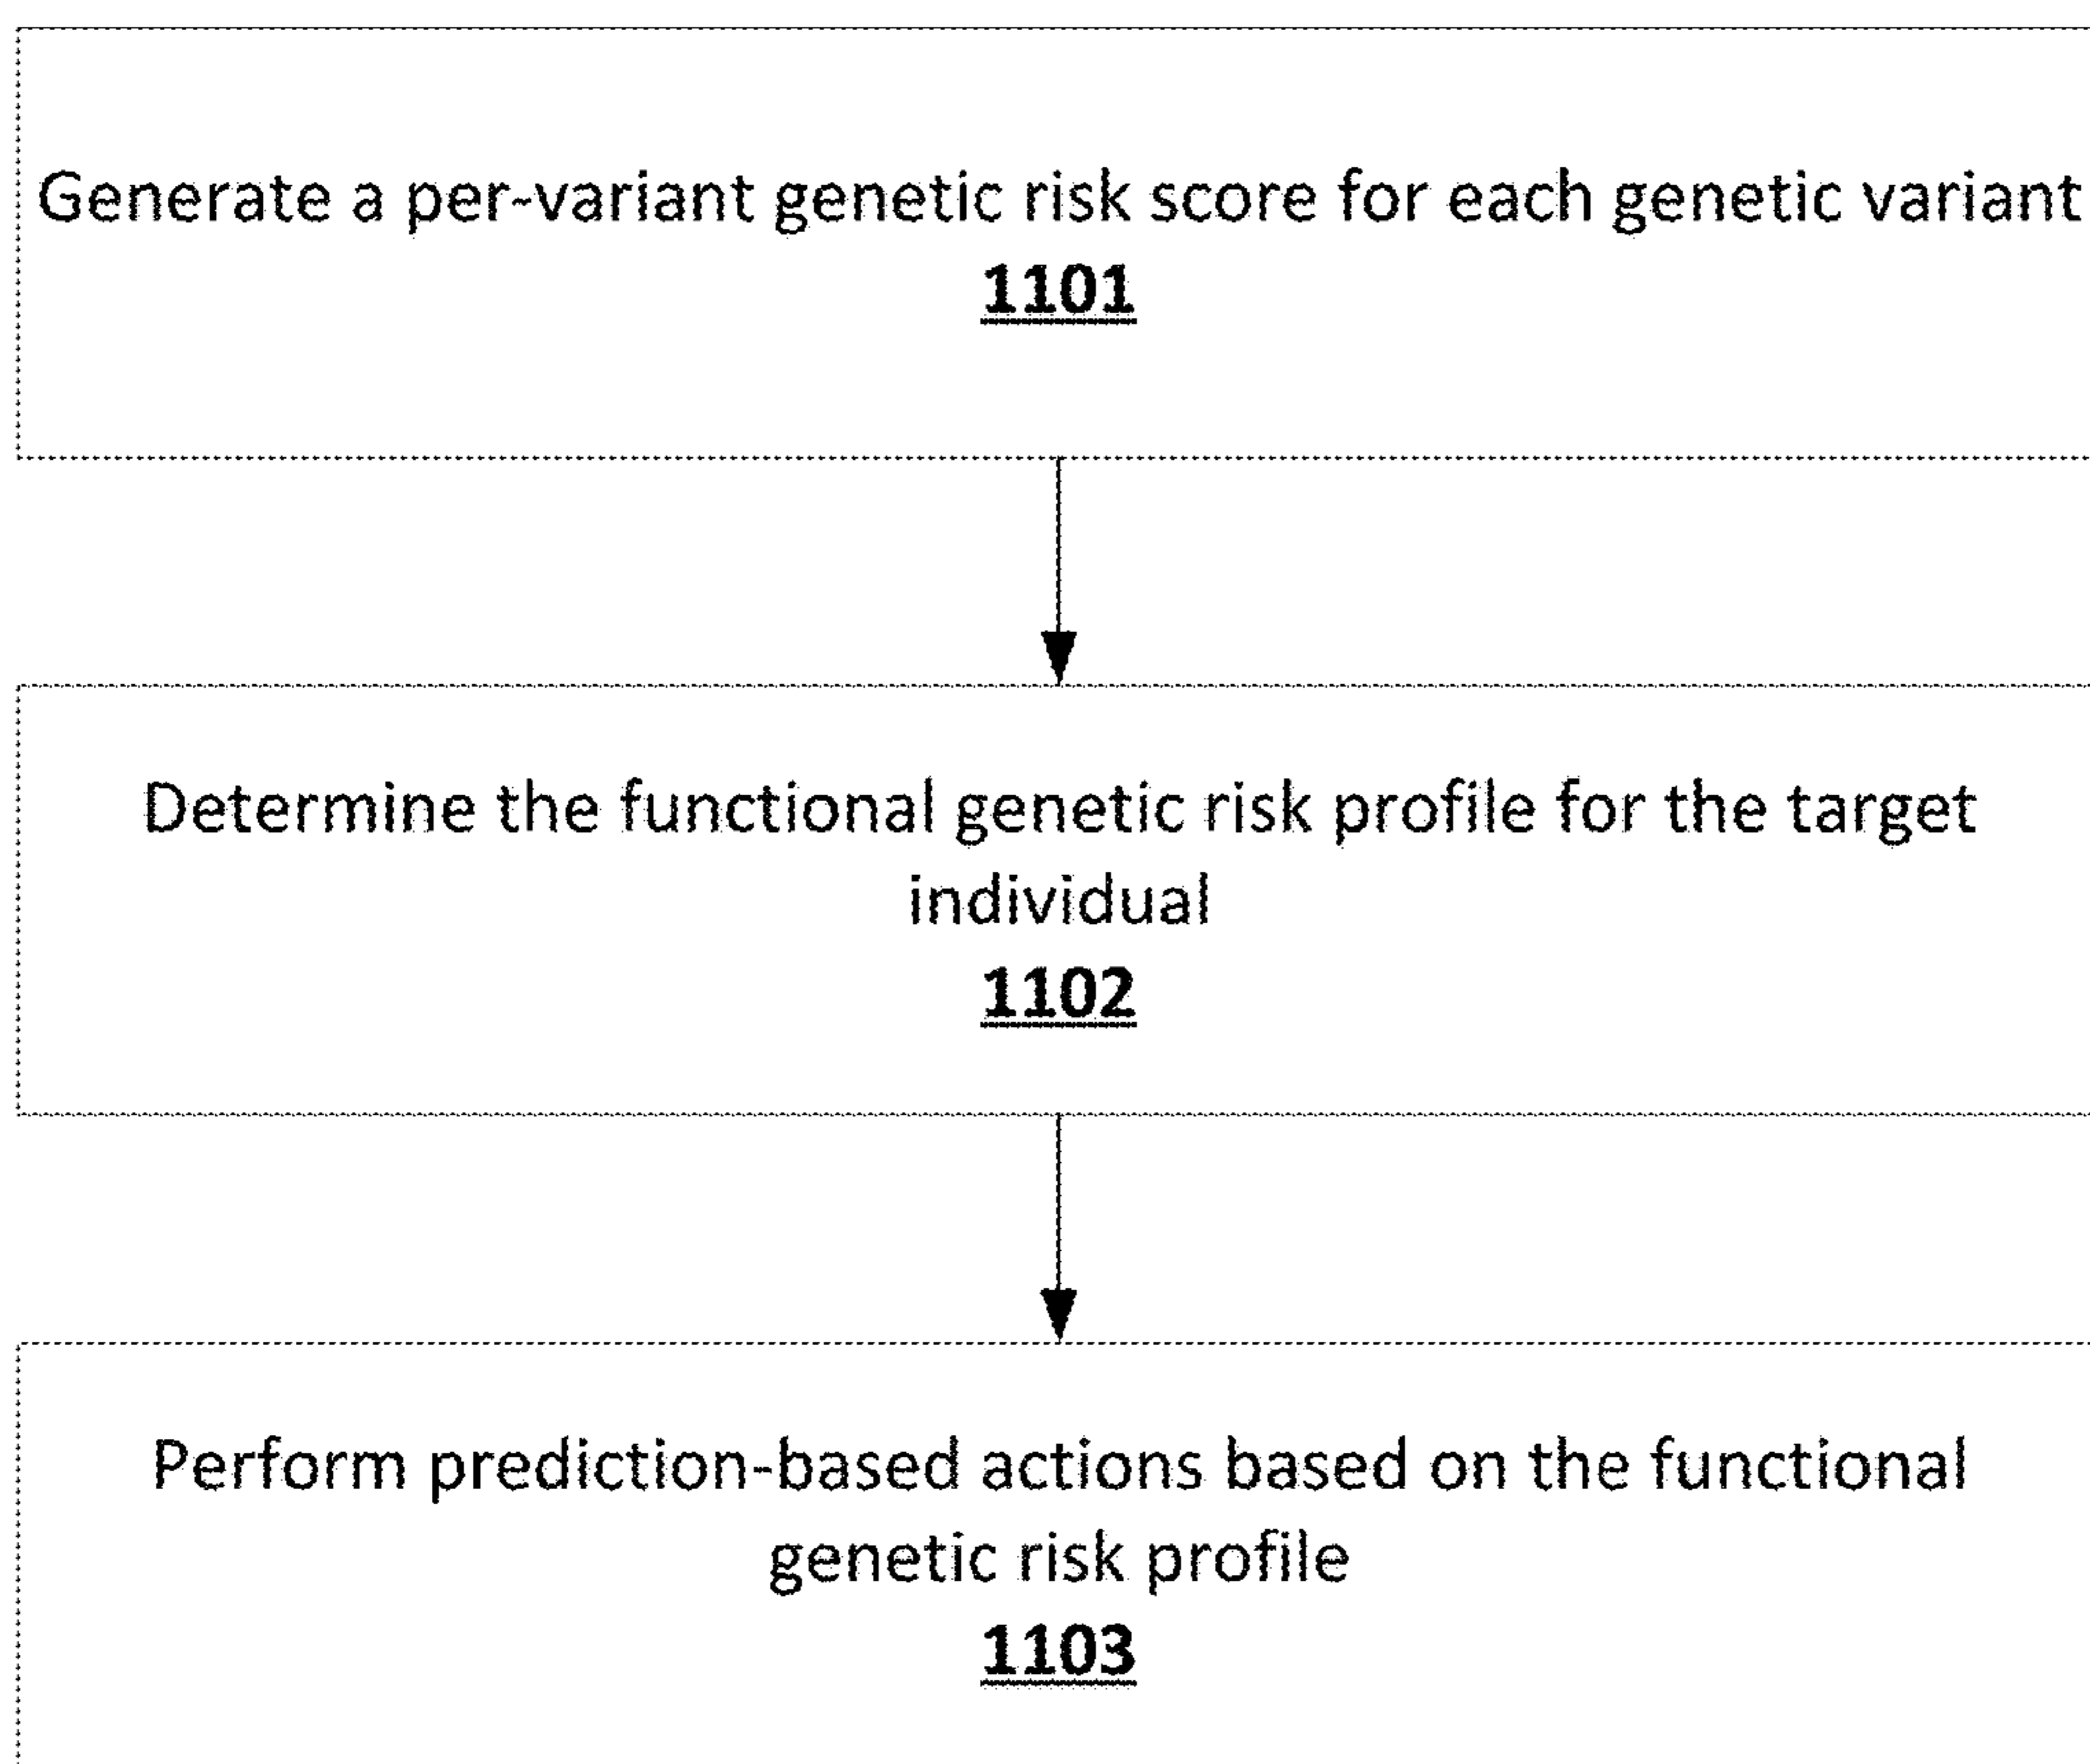 Generate a per-variant genetic risk score for each genetic variant
1101
Determine the functional genetic risk profile for the target
individual
1102
Perform prediction-based actions based on the functional
genetic risk profile
1103